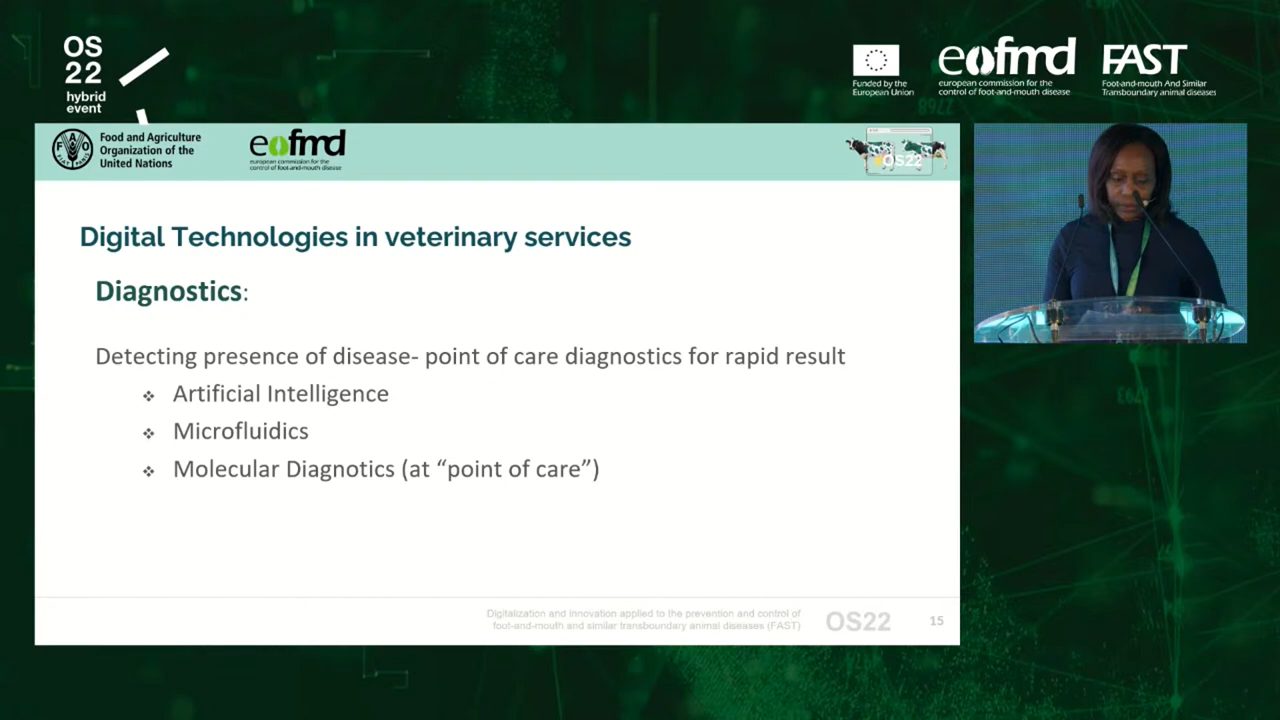 OS
22
hybrid
event
Funded by the
European Union
eofmd
european commission for the
control of foot-and-mouth disease
FAST
Foot-and-mouth And Similar
Transboundary animal diseases
Food and Agriculture
Organization of the
United Nations
eofmd
european commission for the
control of foot-and-mouth disease
OS22
Digital Technologies in veterinary services
Diagnostics:
Detecting presence of disease- point of care diagnostics for rapid result
❖ Artificial Intelligence
❖ Microfluidics
❖ Molecular Diagnotics (at “point of care”)
Digitalization and innovation applied to the prevention and control of
foot-and-mouth and similar transboundary animal diseases (FAST)
OS22
15